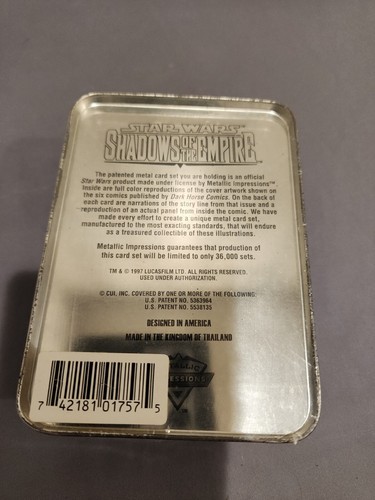 STAR WARS
SHADOWS OF THE EMPIRE
The patented metal card set you are holding is an official
Star Wars product made under license by Metallic Impressions™.
Inside are full color reproductions of the cover artwork shown on
the six comics published by Dark Horse Comics. On the back of
each card are narrations of the story line from that issue and a
reproduction of an actual panel from inside the comic. We have
made every effort to create a unique metal card set,
manufactured to the most exacting standards, that will endure
as a treasured collectible of these illustrations.
Metallic Impressions guarantees that production of
this card set will be limited to only 36,000 sets.
TM & © 1997 LUCASFILM LTD. ALL RIGHTS RESERVED.
USED UNDER AUTHORIZATION.
© CUI, INC. COVERED BY ONE OR MORE OF THE FOLLOWING:
U.S. PATENT NO. 5363964
U.S. PATENT NO. 5538135
DESIGNED IN AMERICA
MADE IN THE KINGDOM OF THAILAND
7 42181 01757 5